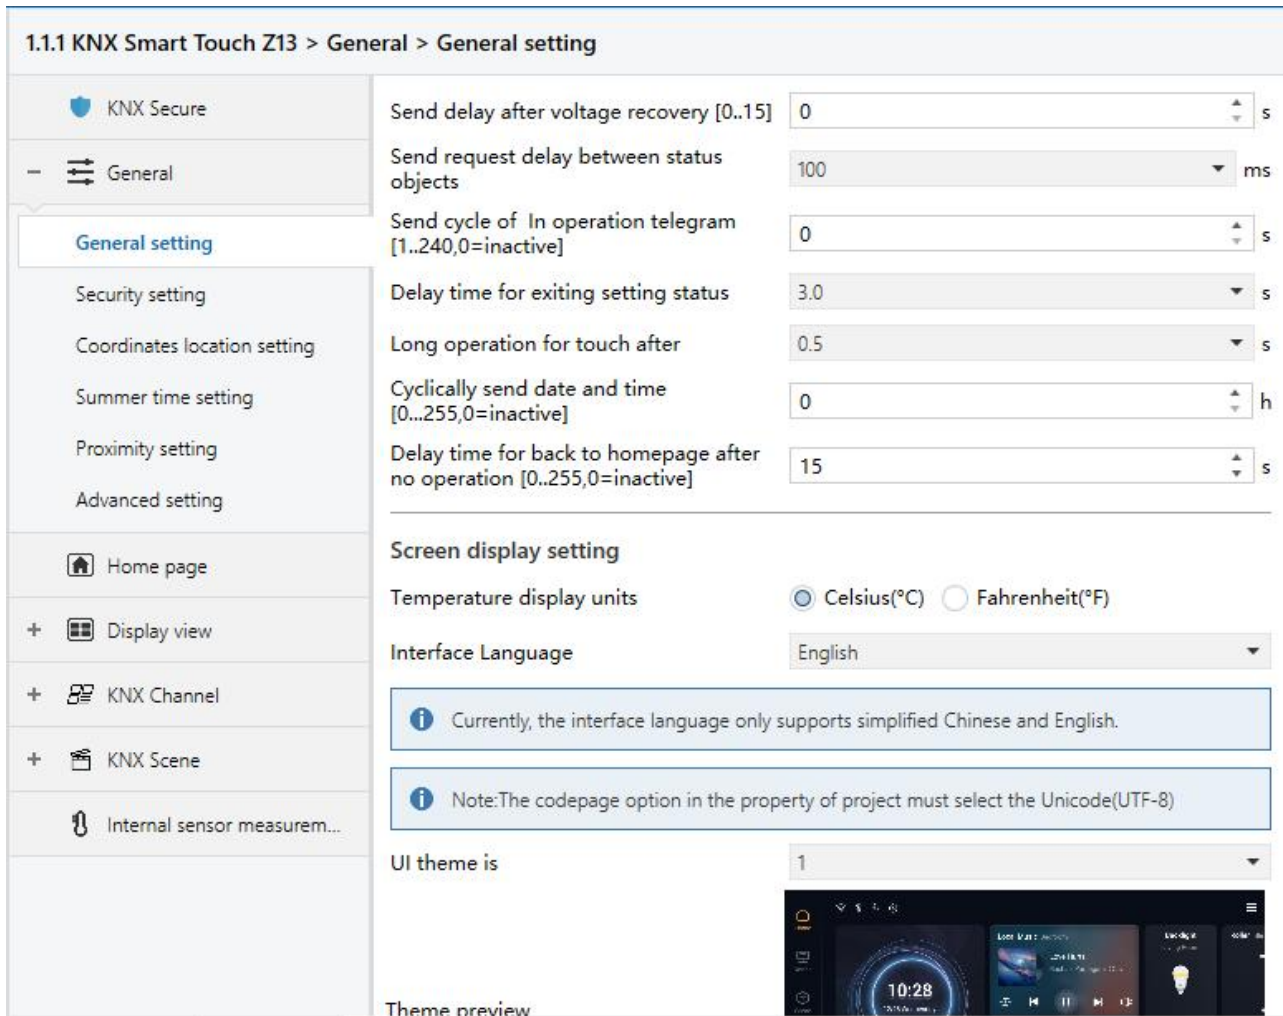 1.1.1 KNX Smart Touch Z13 > General > General setting
KNX Secure
General
General setting
Security setting
Coordinates location setting
Summer time setting
Proximity setting
Advanced setting
Home page
Display view
KNX Channel
KNX Scene
Internal sensor measurem...
Send delay after voltage recovery [0..15]
0
s
Send request delay between status
objects
100
ms
Send cycle of In operation telegram
[1..240,0=inactive]
0
s
Delay time for exiting setting status
3.0
s
Long operation for touch after
0.5
s
Cyclically send date and time
[0...255,0=inactive]
0
h
Delay time for back to homepage after
no operation [0..255,0=inactive]
15
s
Screen display setting
Temperature display units
Celsius(°C)
Fahrenheit(°F)
Interface Language
English
Currently, the interface language only supports simplified Chinese and English.
Note:The codepage option in the property of project must select the Unicode(UTF-8)
UI theme is
1
Theme preview
Local Music
Backlight
Roller
10:28